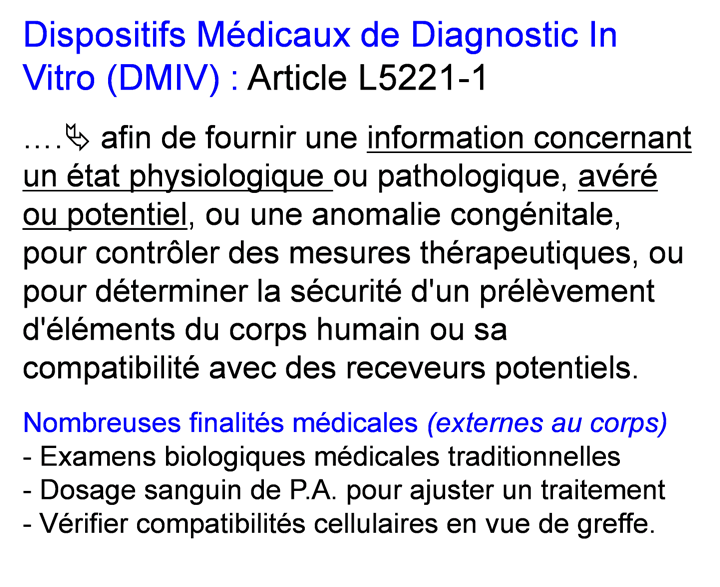 Dispositifs Médicaux de Diagnostic In
Vitro (DMIV) : Article L5221-1
….⮱ afin de fournir une information concernant
un état physiologique ou pathologique, avéré
ou potentiel, ou une anomalie congénitale,
pour contrôler des mesures thérapeutiques, ou
pour déterminer la sécurité d'un prélèvement
d'éléments du corps humain ou sa
compatibilité avec des receveurs potentiels.
Nombreuses finalités médicales (externes au corps)
- Examens biologiques médicales traditionnelles
- Dosage sanguin de P.A. pour ajuster un traitement
- Vérifier compatibilités cellulaires en vue de greffe.